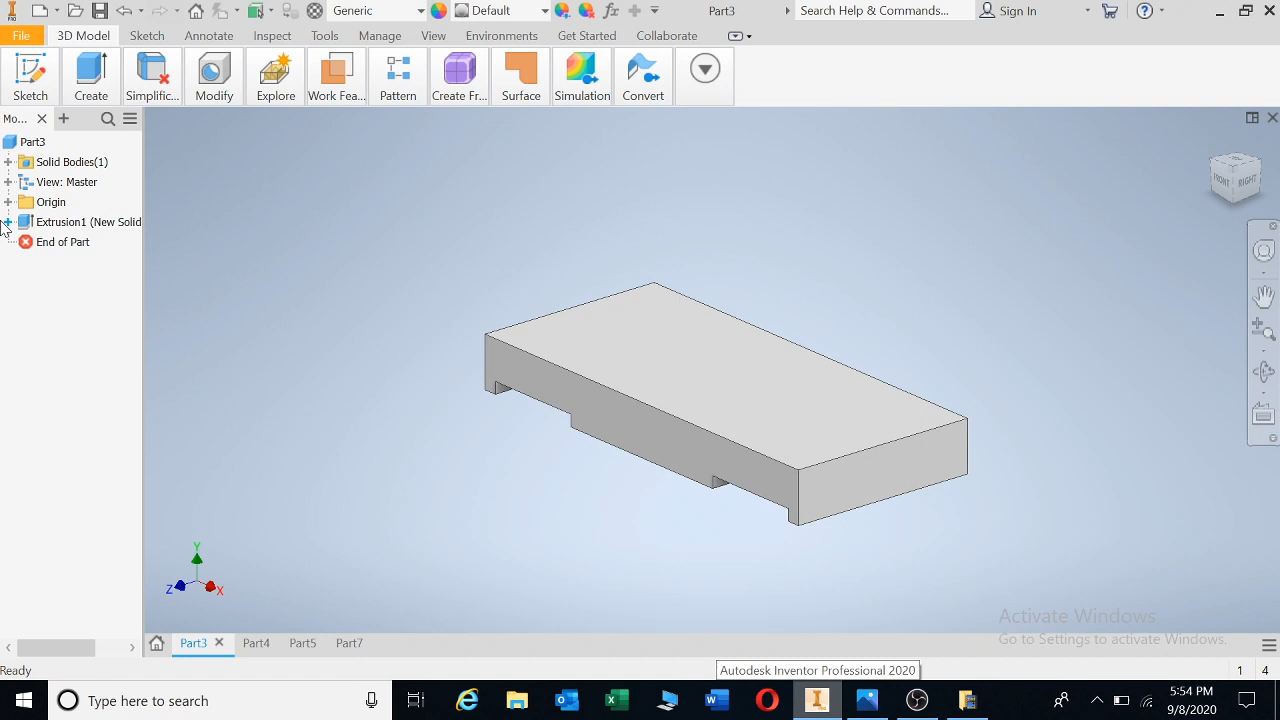 PRO
Generic
Default
Part3
Search Help & Commands...
Sign In
File
3D Model
Sketch
Annotate
Inspect
Tools
Manage
View
Environments
Get Started
Collaborate
Sketch
Create
Simplific...
Modify
Explore
Work Fea...
Pattern
Create Fr...
Surface
Simulation
Convert
Mo...
Part3
Solid Bodies(1)
View: Master
Origin
Extrusion1 (New Solid
End of Part
FRONT
RIGHT
Y
Z
X
Activate Windows
Go to Settings to activate Windows.
Part3
Part4
Part5
Part7
Ready
Autodesk Inventor Professional 2020
1
4
Type here to search
5:54 PM
9/8/2020